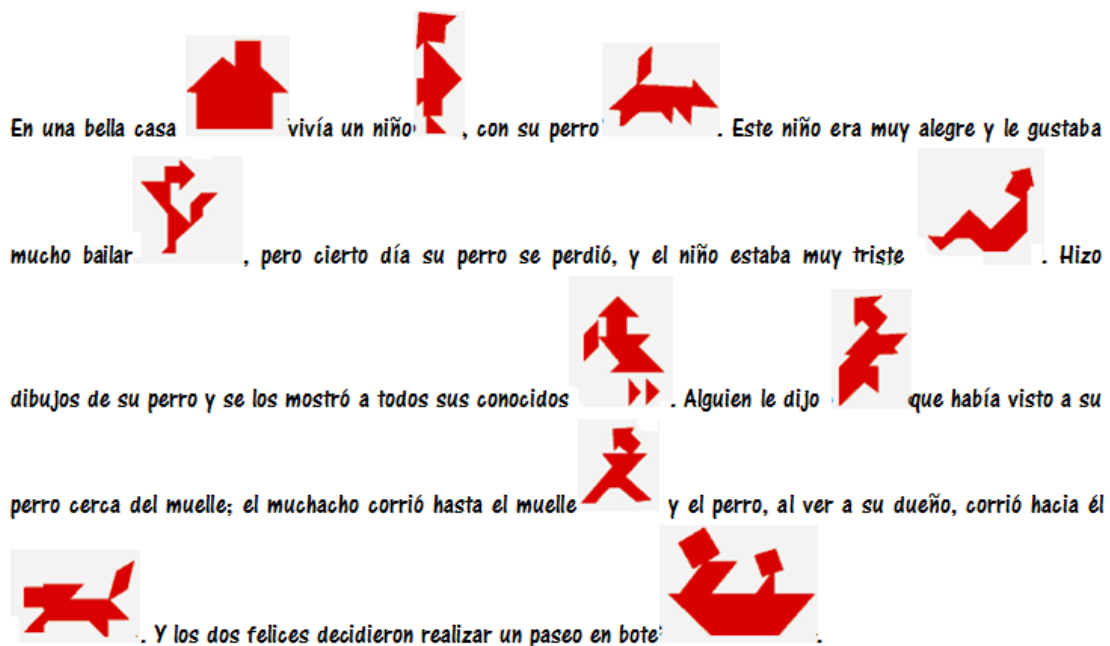 En una bella casa vivía un niño , con su perro . Este niño era muy alegre y le gustaba
mucho bailar , pero cierto día su perro se perdió, y el niño estaba muy triste . Hizo
dibujos de su perro y se los mostró a todos sus conocidos . Alguien le dijo que había visto a su
perro cerca del muelle; el muchacho corrió hasta el muelle y el perro, al ver a su dueño, corrió hacia él
. Y los dos felices decidieron realizar un paseo en bote .